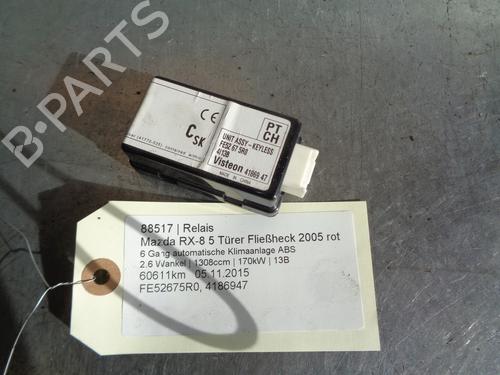 B-PARTS
CE
CSK
UNIT ASSY - KEYLESS
FE52 67 5R0
41138
Visteon 41869 47
MADE IN CHINA
PT
CH
88517 | Relais
Mazda RX-8 5 Türer Fließheck 2005 rot
6 Gang automatische Klimaanlage ABS
2.6 Wankel | 1308ccm | 170kW | 13B
60611km 05.11.2015
FE52675R0, 4186947